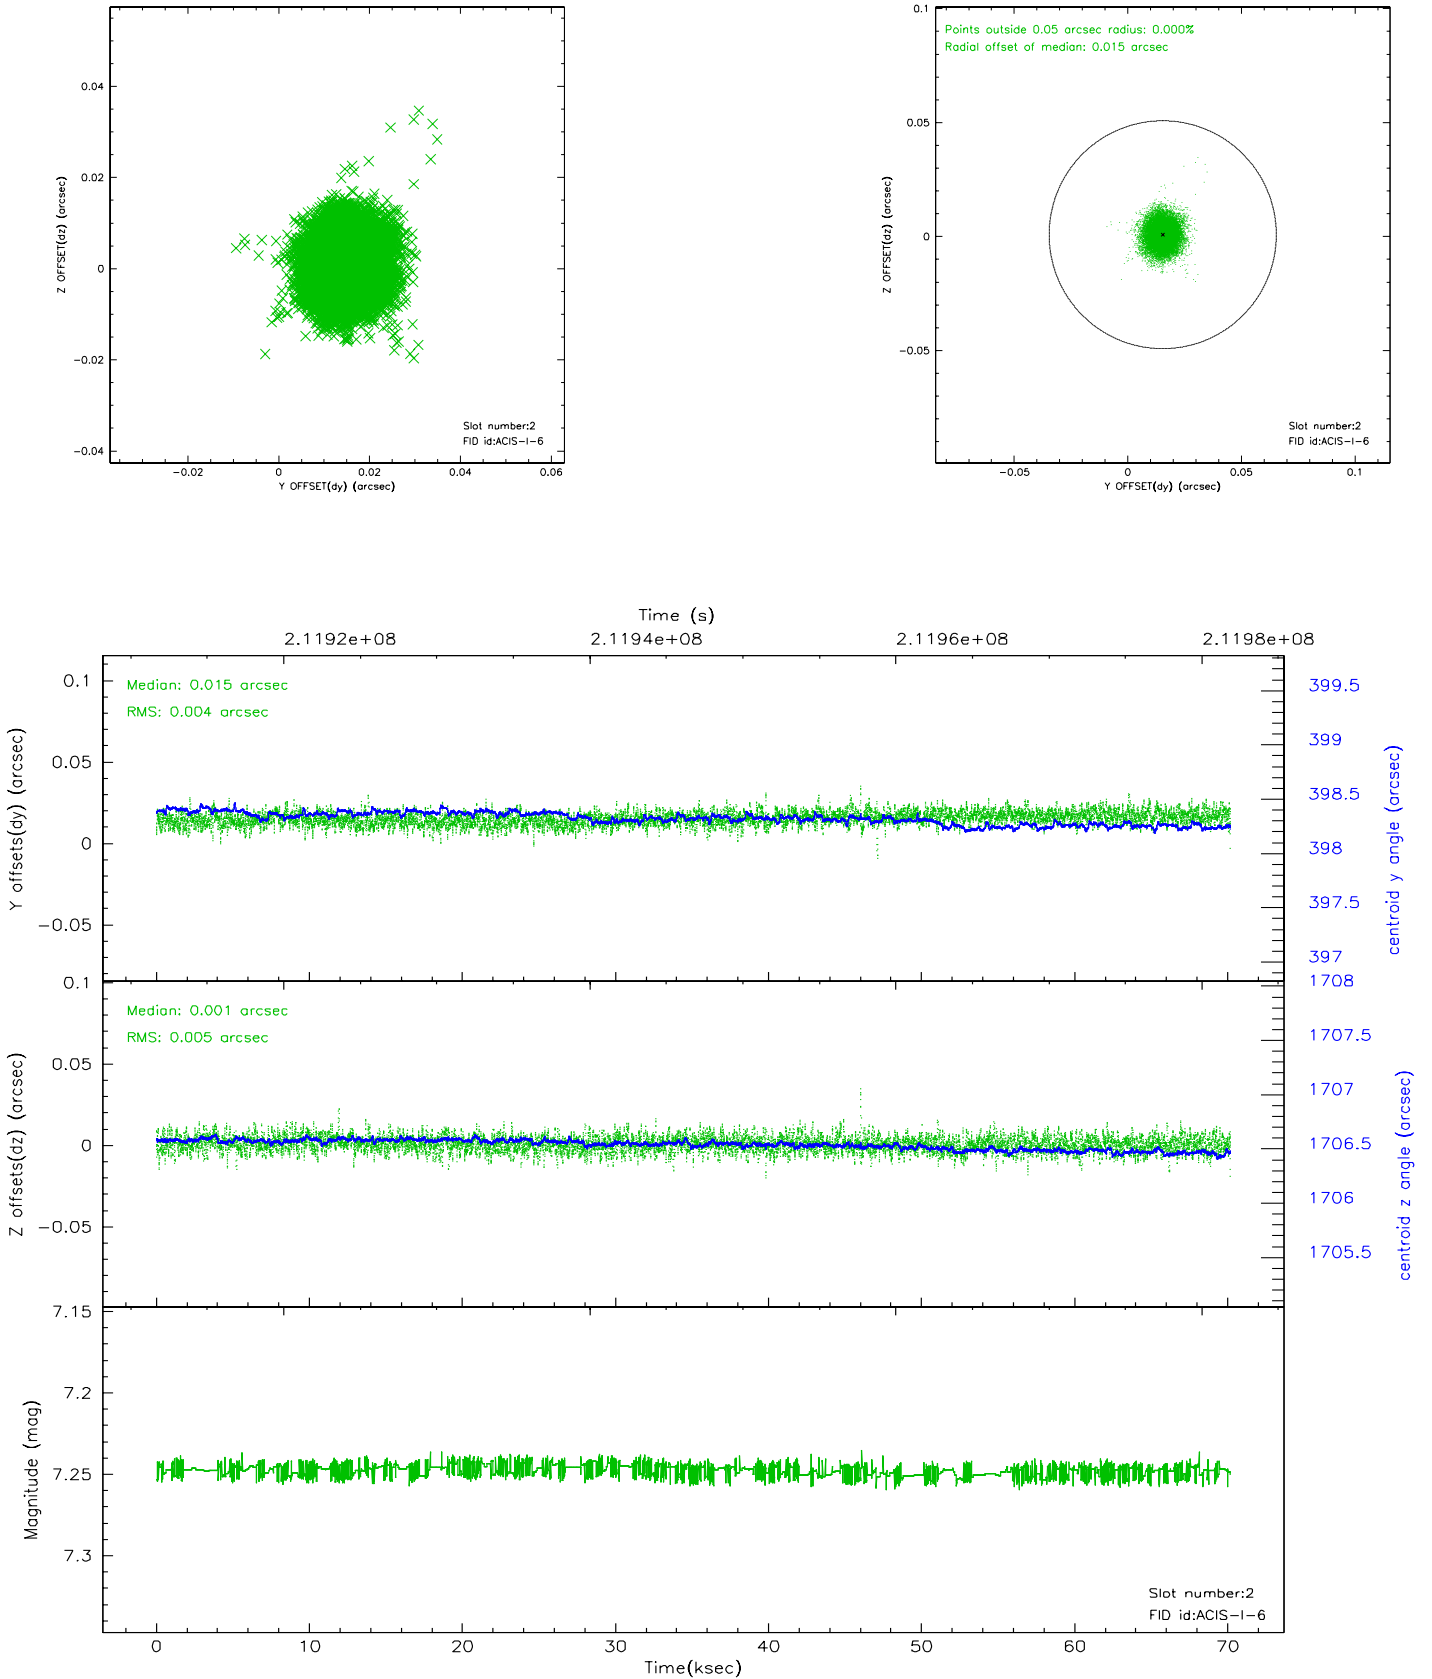 0.04
0.02
0
−0.02
−0.04
Z OFFSET(dz) (arcsec)
Slot number:2
FID id:ACIS−I−6
−0.02
0
0.02
0.04
0.06
Y OFFSET(dy) (arcsec)
0.1
0.05
0
−0.05
Z OFFSET(dz) (arcsec)
Points outside 0.05 arcsec radius: 0.000%
Radial offset of median: 0.015 arcsec
Slot number:2
FID id:ACIS−I−6
−0.05
0
0.05
0.1
Y OFFSET(dy) (arcsec)
Time (s)
2.1192e+08
2.1194e+08
2.1196e+08
2.1198e+08
0.1
0.05
0
−0.05
Y offsets(dy) (arcsec)
Median: 0.015 arcsec
RMS: 0.004 arcsec
399.5
399
398.5
398
397.5
397
centroid y angle (arcsec)
0.1
0.05
0
−0.05
Z offsets(dz) (arcsec)
Median: 0.001 arcsec
RMS: 0.005 arcsec
1708
1707.5
1707
1706.5
1706
1705.5
centroid z angle (arcsec)
7.15
7.2
7.25
7.3
Magnitude (mag)
Slot number:2
FID id:ACIS−I−6
0
10
20
30
40
50
60
70
Time(ksec)